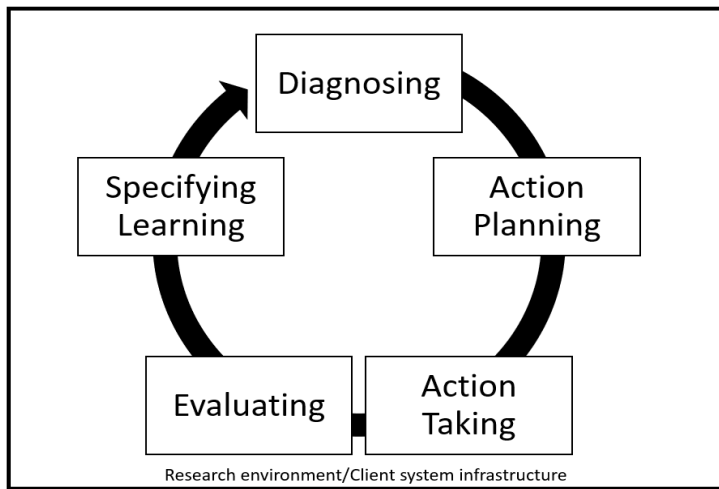 Diagnosing
Action
Planning
Action
Taking
Evaluating
Specifying
Learning
Research environment/Client system infrastructure